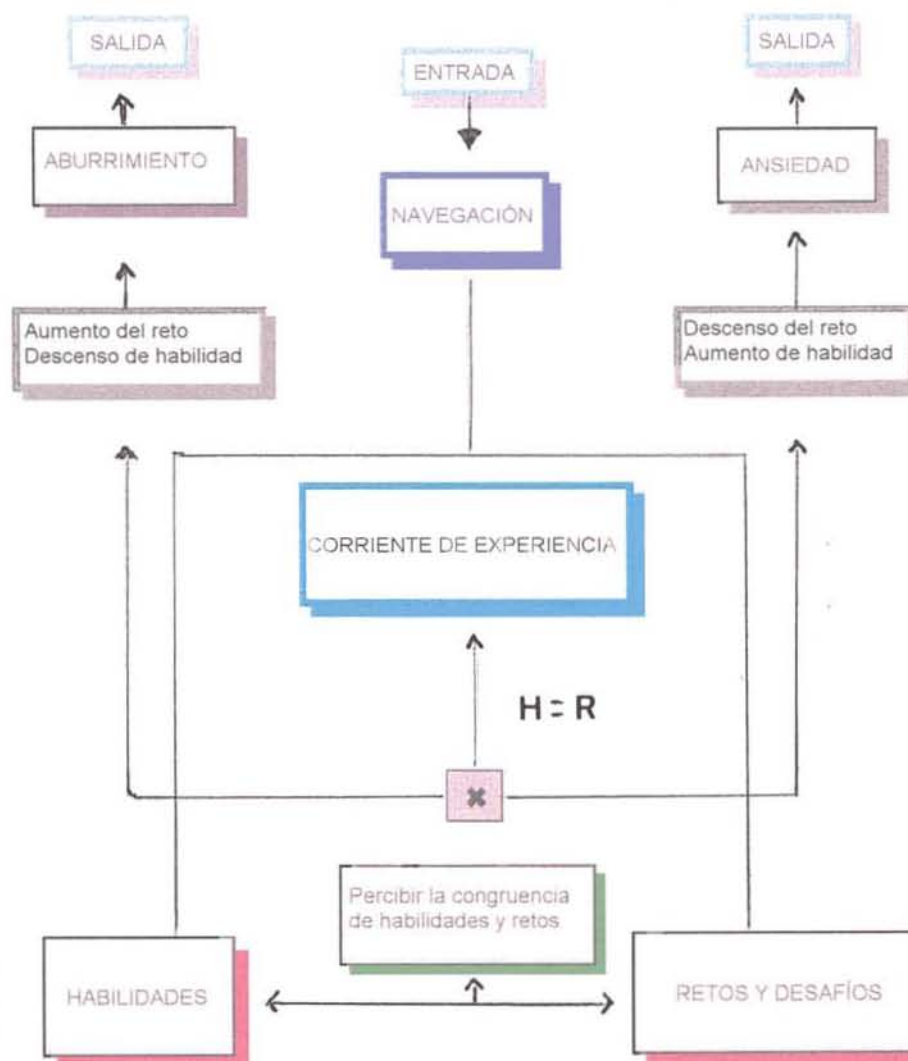 SALIDA
ENTRADA
SALIDA
ABURRIMIENTO
NAVEGACIÓN
ANSIEDAD
Aumento del reto
Descenso de habilidad
Descenso del reto
Aumento de habilidad
CORRIENTE DE EXPERIENCIA
H = R
Percibir la congruencia
de habilidades y retos
HABILIDADES
RETOS Y DESAFÍOS